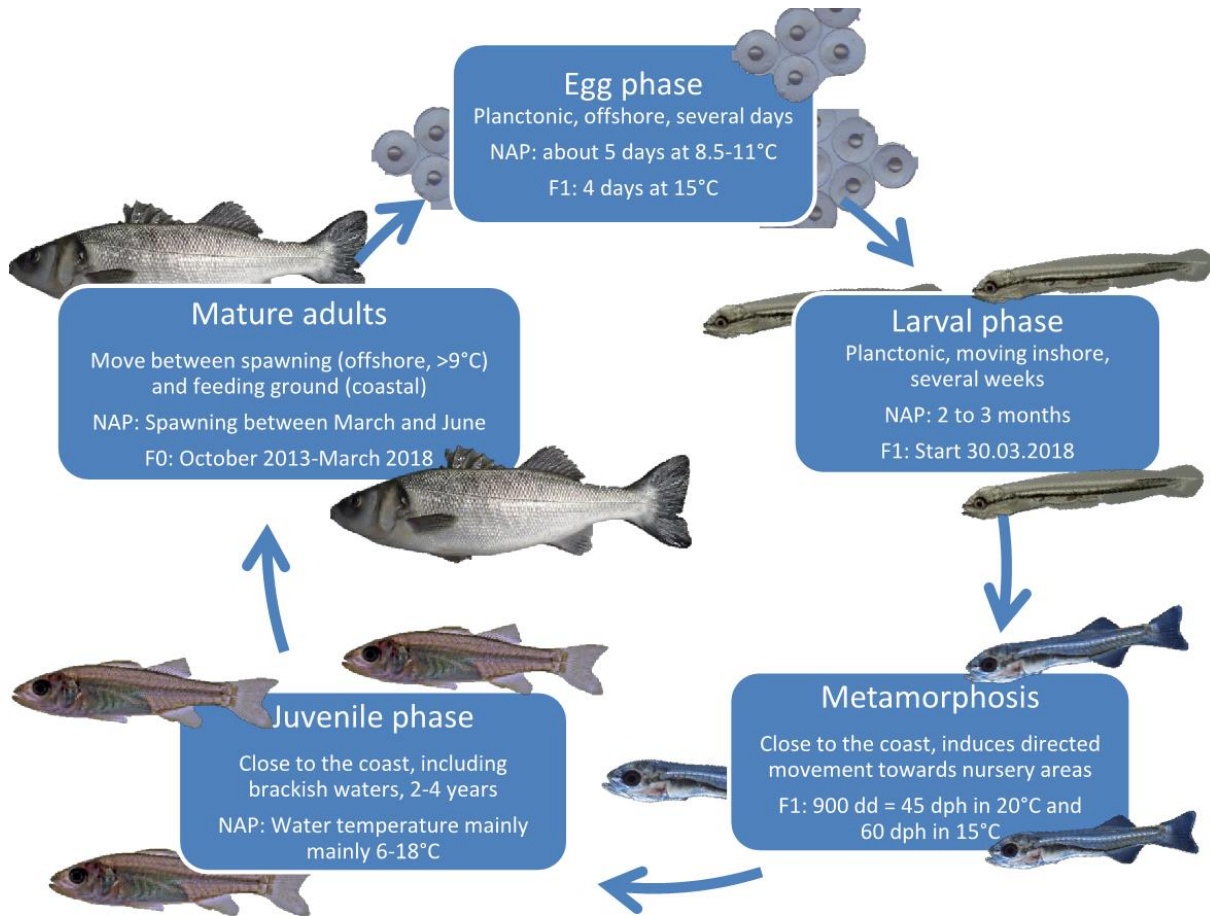 Egg phase
Planctonic, offshore, several days
NAP: about 5 days at 8.5-11°C
F1: 4 days at 15°C
Larval phase
Planctonic, moving inshore,
several weeks
NAP: 2 to 3 months
F1: Start 30.03.2018
Metamorphosis
Close to the coast, induces directed
movement towards nursery areas
F1: 900 dd = 45 dph in 20°C and
60 dph in 15°C
Juvenile phase
Close to the coast, including
brackish waters, 2-4 years
NAP: Water temperature mainly
mainly 6-18°C
Mature adults
Move between spawning (offshore, >9°C)
and feeding ground (coastal)
NAP: Spawning between March and June
F0: October 2013-March 2018